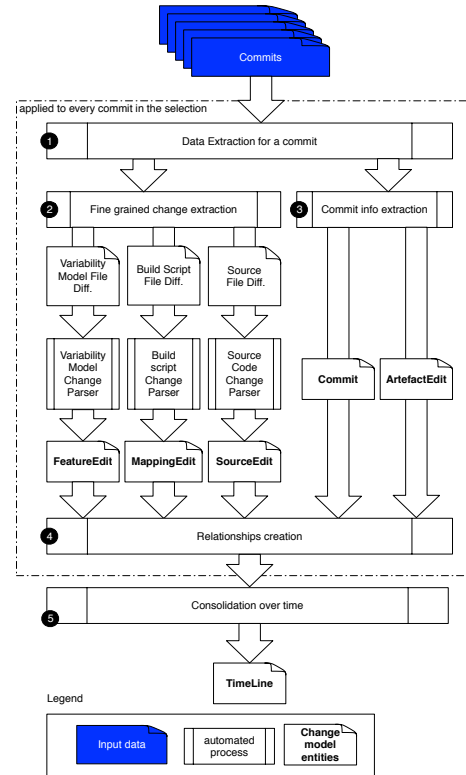 Commits
applied to every commit in the selection
1
Data Extraction for a commit
2
Fine grained change extraction
3
Commit info extraction
Variability
Model File
Diff.
Build Script
File Diff.
Source
File Diff.
Variability
Model
Change
Parser
Build
script
Change
Parser
Source
Code
Change
Parser
Commit
ArtefactEdit
FeatureEdit
MappingEdit
SourceEdit
4
Relationships creation
5
Consolidation over time
TimeLine
Legend
Input data
automated
process
Change
model
entities